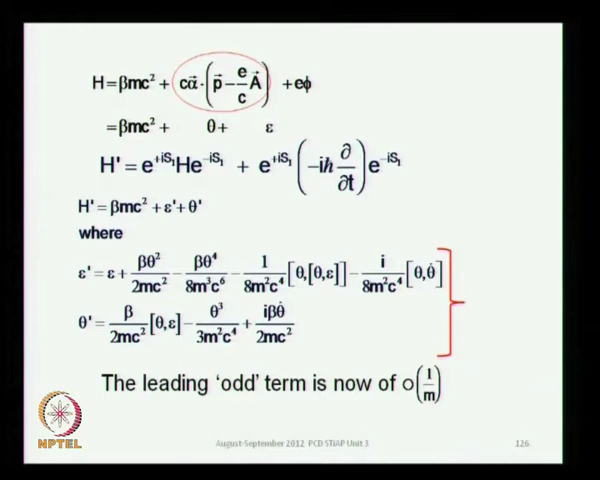 H=βmc² + cα⃗·(p⃗−e/c A⃗) +eϕ
=βmc² + θ+ ε
H'= e^{+iS₁}He^{−iS₁} + e^{+iS₁}(−iħ ∂/∂t)e^{−iS₁}
H'=βmc²+ε'+θ'
where
ε'=ε+βθ²/2mc²−βθ⁴/8m³c⁶−1/8m²c⁴[θ,[θ,ε]]−i/8m²c⁴[θ,θ̇]
θ'=β/2mc²[θ,ε]−θ³/3m²c⁴+iβθ̇/2mc²
The leading 'odd' term is now of o(1/m)
NPTEL
August-September 2012 PCD STiAP Unit 3
126